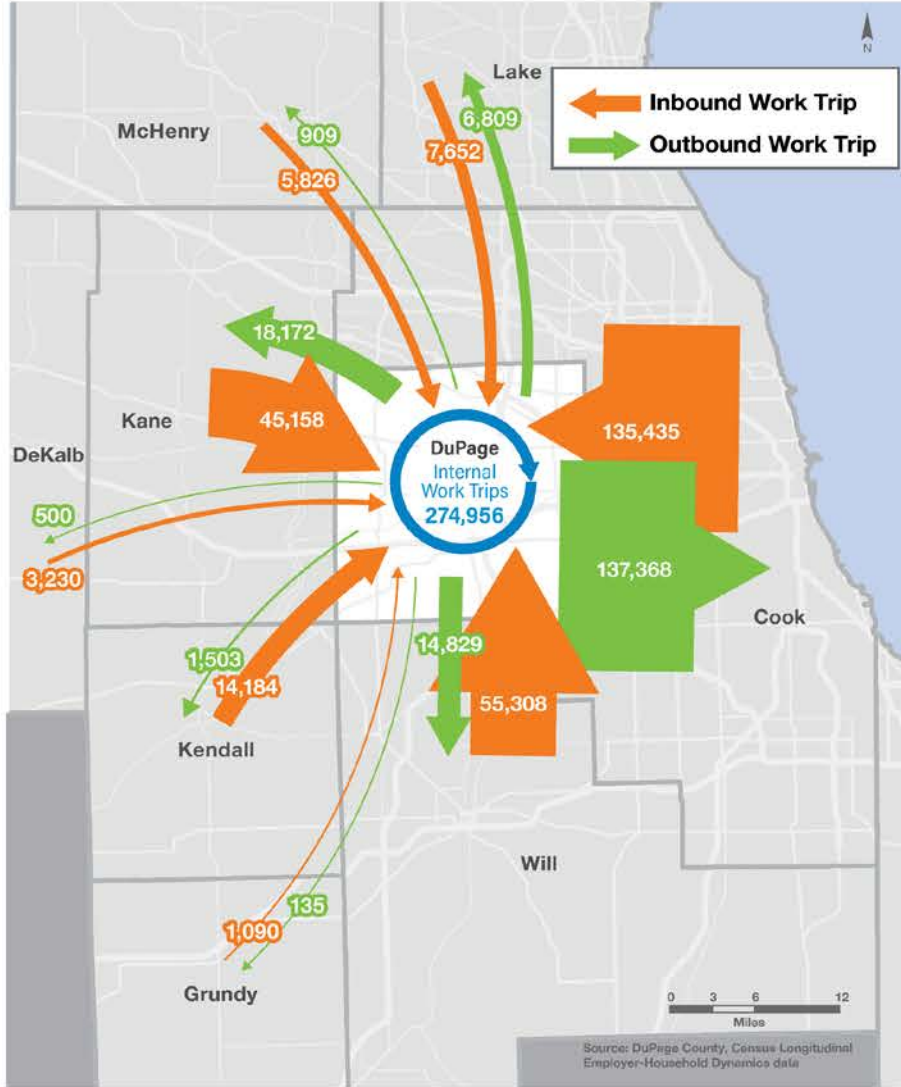 N
Lake
Inbound Work Trip
Outbound Work Trip
McHenry
909
5,826
6,809
7,652
18,172
Kane
45,158
135,435
DeKalb
DuPage
Internal
Work Trips
274,956
500
3,230
137,368
Cook
1,503
14,184
14,829
55,308
Kendall
Will
1,090
135
Grundy
0 3 6 12
Miles
Source: DuPage County, Census Longitudinal
Employer-Household Dynamics data